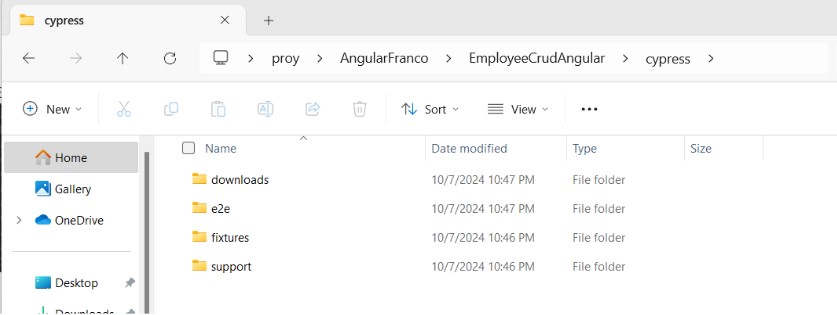 cypress
proy > AngularFranco > EmployeeCrudAngular > cypress >
New Sort View
Name Date modified Type Size
Home
Gallery
OneDrive
Desktop
Downloads
downloads 10/7/2024 10:47 PM File folder
e2e 10/7/2024 10:47 PM File folder
fixtures 10/7/2024 10:46 PM File folder
support 10/7/2024 10:46 PM File folder